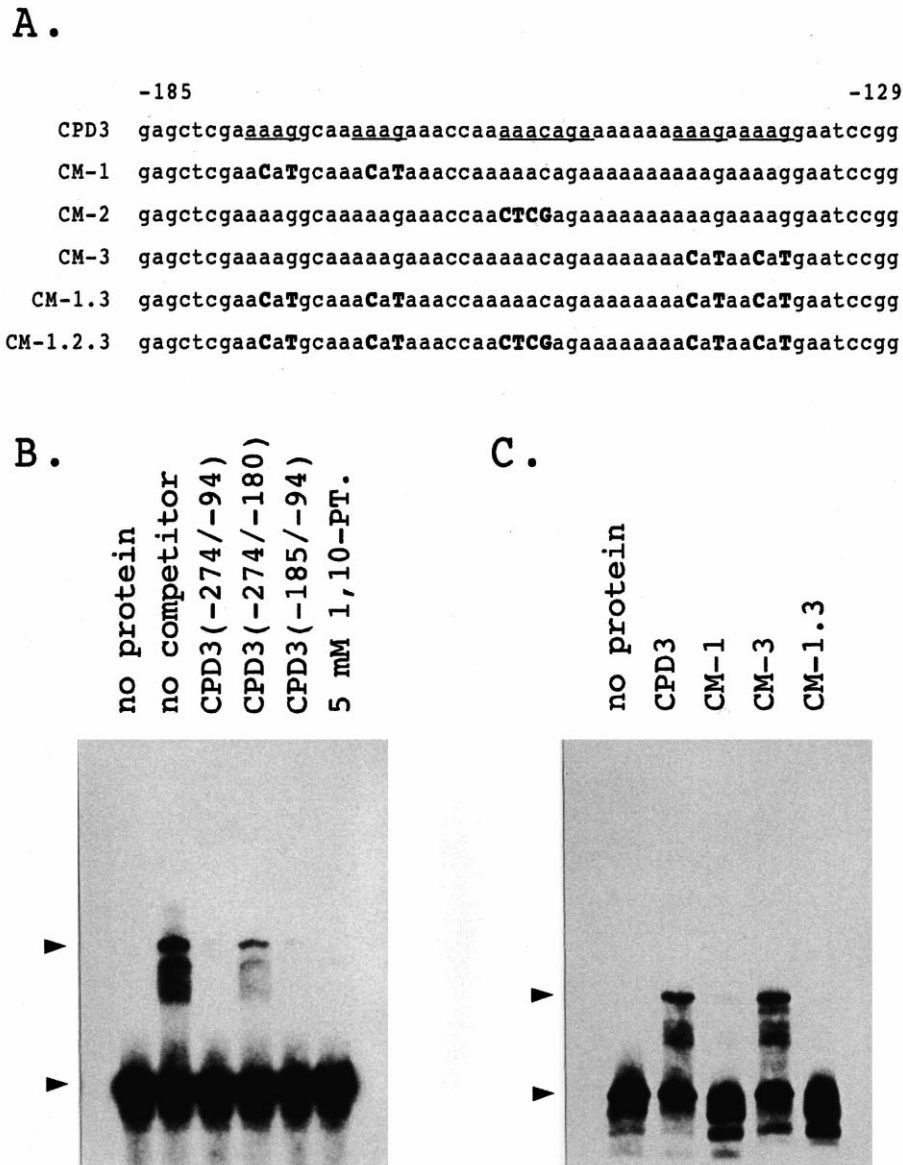 A.
-185 -129
CPD3 gagctcgaaaaggcaaaaagaaaccaaaaacagaaaaaaaaaagaaaaggaatccgg
CM-1 gagctcgaaCaTgcaaaCaTaaaccaaaaacagaaaaaaaaaagaaaaggaatccgg
CM-2 gagctcgaaaaggcaaaaagaaaccaaCTCGagaaaaaaaaaagaaaaggaatccgg
CM-3 gagctcgaaaaggcaaaaagaaaccaaaaacagaaaaaaaaCaTaaCaTgaatccgg
CM-1.3 gagctcgaaCaTgcaaaCaTaaaccaaaaacagaaaaaaaaCaTaaCaTgaatccgg
CM-1.2.3 gagctcgaaCaTgcaaaCaTaaaccaaCTCGagaaaaaaaaCaTaaCaTgaatccgg
B.
no protein
no competitor
CPD3(-274/-94)
CPD3(-274/-180)
CPD3(-185/-94)
5 mM 1,10-PT.
C.
no protein
CPD3
CM-1
CM-3
CM-1.3